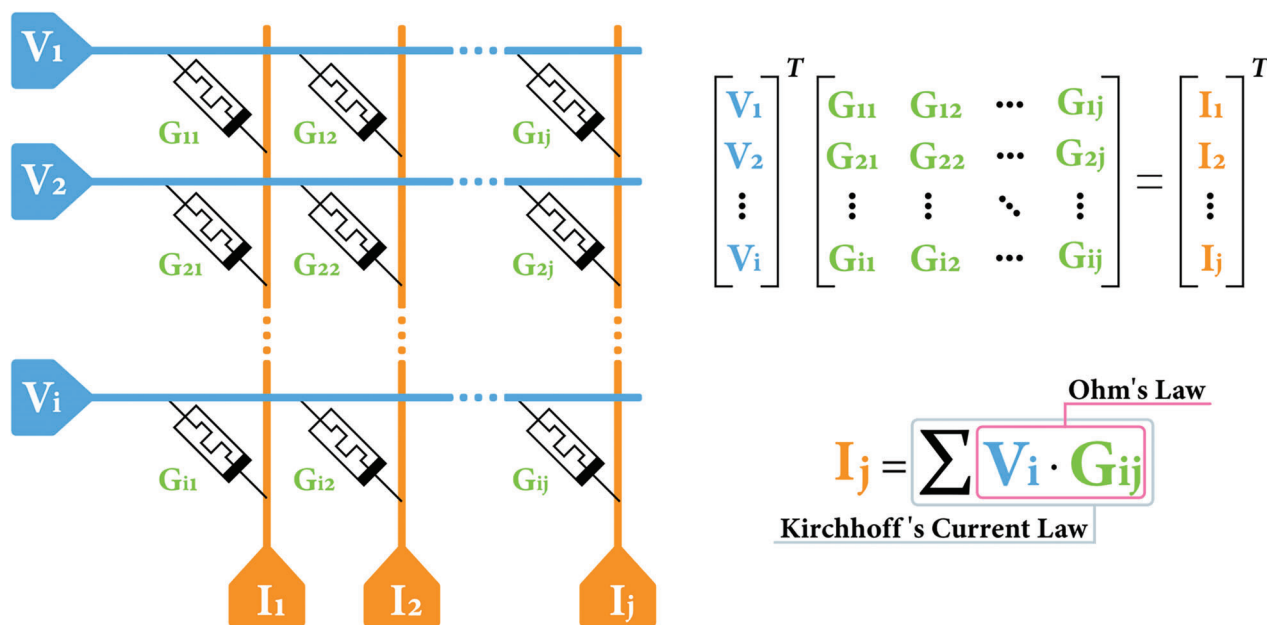 V₁
G₁₁ G₁₂ G₁ⱼ
V₂
G₂₁ G₂₂ G₂ⱼ
Vᵢ
Gᵢ₁ Gᵢ₂ Gᵢⱼ
I₁ I₂ Iⱼ
T T
V₁ G₁₁ G₁₂ ⋯ G₁ⱼ I₁
V₂ G₂₁ G₂₂ ⋯ G₂ⱼ = I₂
⋮ ⋮ ⋮ ⋱ ⋮ ⋮
Vᵢ Gᵢ₁ Gᵢ₂ ⋯ Gᵢⱼ Iⱼ
Ohm's Law
Iⱼ = ∑ Vᵢ · Gᵢⱼ
Kirchhoff's Current Law